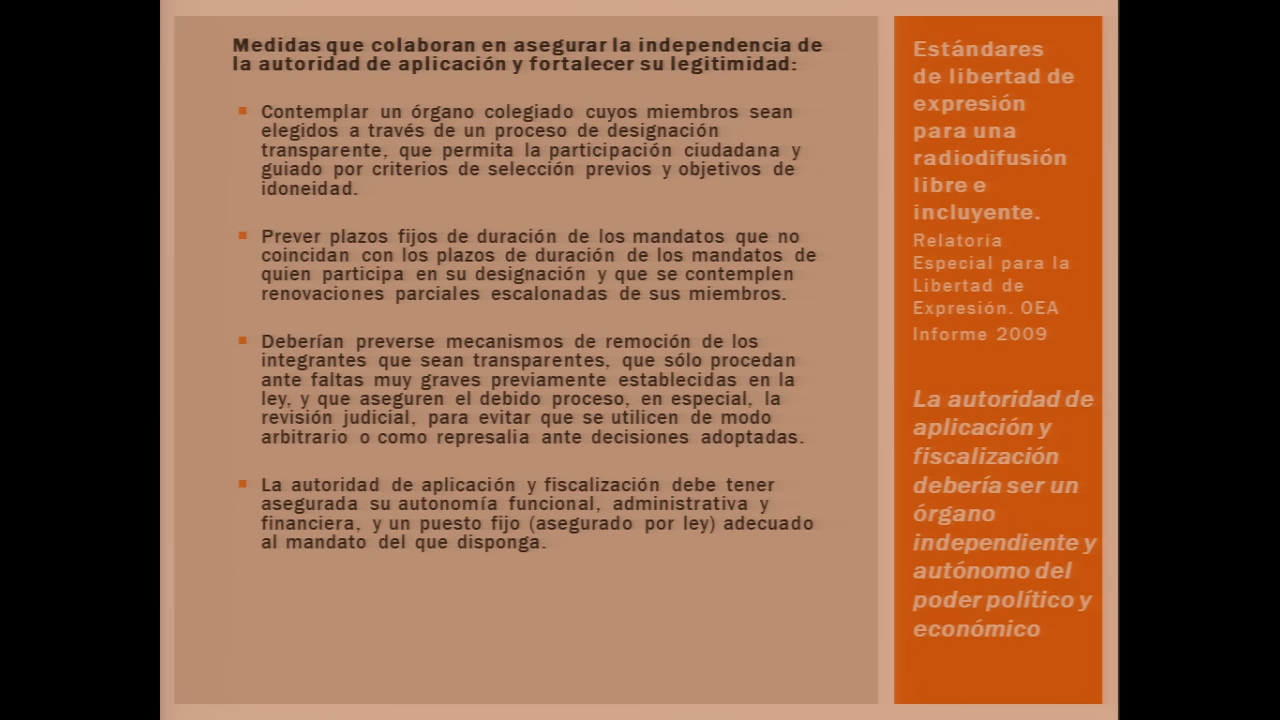 Medidas que colaboran en asegurar la independencia de
la autoridad de aplicación y fortalecer su legitimidad:
Contemplar un órgano colegiado cuyos miembros sean
elegidos a través de un proceso de designación
transparente, que permita la participación ciudadana y
guiado por criterios de selección previos y objetivos de
idoneidad.
Prever plazos fijos de duración de los mandatos que no
coincidan con los plazos de duración de los mandatos de
quien participa en su designación y que se contemplen
renovaciones parciales escalonadas de sus miembros.
Deberían preverse mecanismos de remoción de los
integrantes que sean transparentes, que sólo procedan
ante faltas muy graves previamente establecidas en la
ley, y que aseguren el debido proceso, en especial, la
revisión judicial, para evitar que se utilicen de modo
arbitrario o como represalia ante decisiones adoptadas.
La autoridad de aplicación y fiscalización debe tener
asegurada su autonomía funcional, administrativa y
financiera, y un puesto fijo (asegurado por ley) adecuado
al mandato del que disponga.
Estándares
de libertad de
expresión
para una
radiodifusión
libre e
incluyente.
Relatoría
Especial para la
Libertad de
Expresión. OEA
Informe 2009
La autoridad de
aplicación y
fiscalización
debería ser un
órgano
independiente y
autónomo del
poder político y
económico